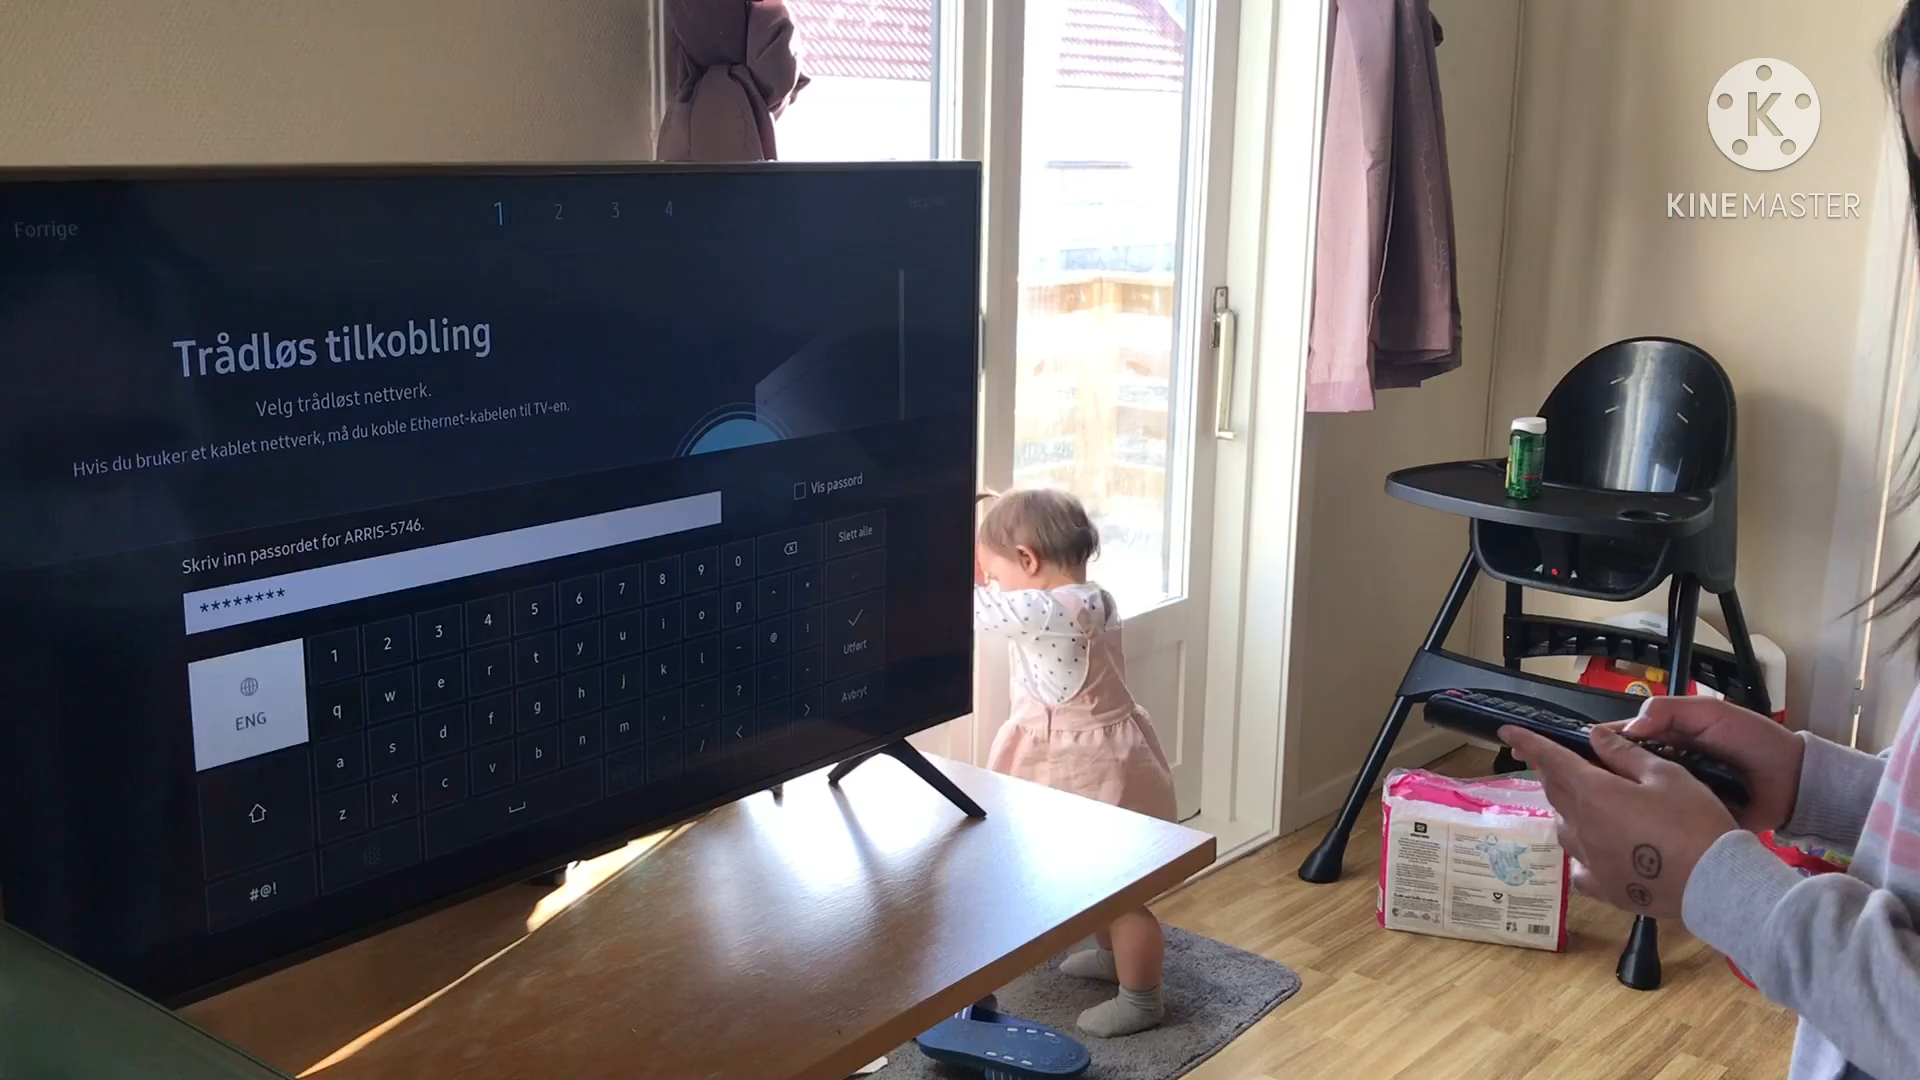 Forrige
1 2 3 4
Trådløs tilkobling
Velg trådløst nettverk.
Hvis du bruker et kablet nettverk, må du koble Ethernet-kabelen til TV-en.
Skriv inn passordet for ARRIS-5746.
Vis passord
********
1 2 3 4 5 6 7 8 9 0
Slett alle
q w e r t y u i o p ^ *
a s d f g h j k l ~ @ !
Utført
z x c v b n m , . ? -
Avbryt
/ < >
ENG
#@!
K
KINEMASTER